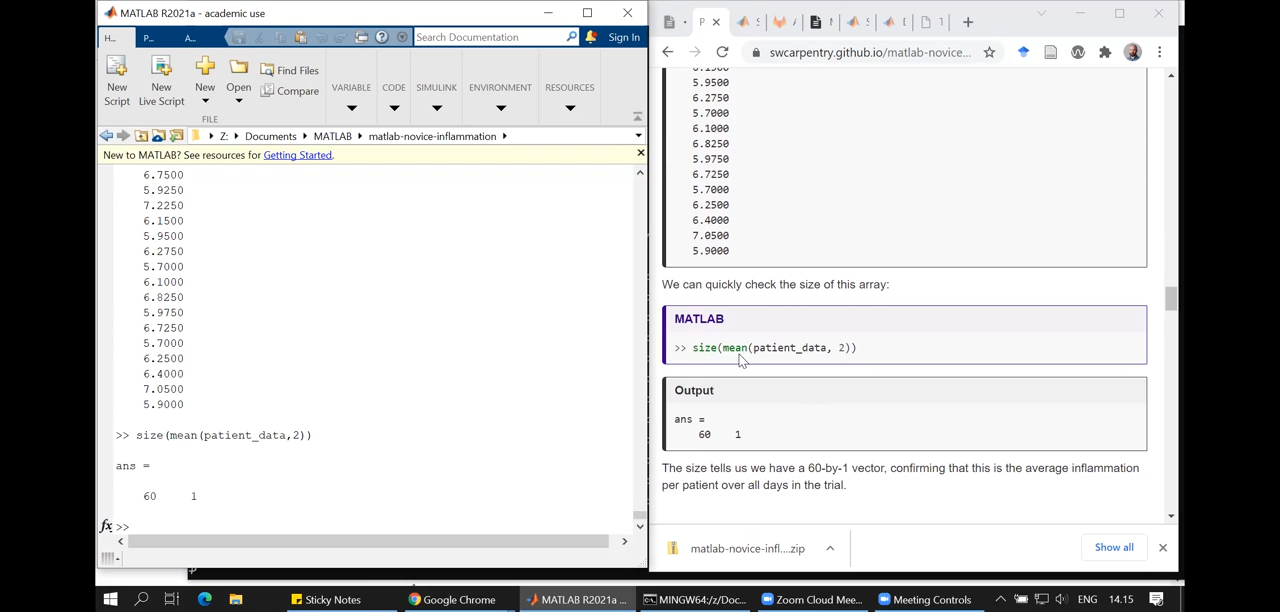 MATLAB R2021a - academic use
H...
P...
A...
Search Documentation
Sign In
New Script
New Live Script
New
Open
Find Files
Compare
FILE
VARIABLE
CODE
SIMULINK
ENVIRONMENT
RESOURCES
Z: Documents MATLAB matlab-novice-inflammation
New to MATLAB? See resources for Getting Started.
6.7500
5.9250
7.2250
6.1500
5.9500
6.2750
5.7000
6.1000
6.8250
5.9750
6.7250
5.7000
6.2500
6.4000
7.0500
5.9000
>> size(mean(patient_data,2))
ans =
60 1
fx >>
swcarpentry.github.io/matlab-novice...
5.9500
6.2750
5.7000
6.1000
6.8250
5.9750
6.7250
5.7000
6.2500
6.4000
7.0500
5.9000
We can quickly check the size of this array:
MATLAB
>> size(mean(patient_data, 2))
Output
ans =
60 1
The size tells us we have a 60-by-1 vector, confirming that this is the average inflammation
per patient over all days in the trial.
matlab-novice-infl....zip
Show all
Sticky Notes
Google Chrome
MATLAB R2021a ...
MINGW64:/z/Doc...
Zoom Cloud Mee...
Meeting Controls
ENG
14.15